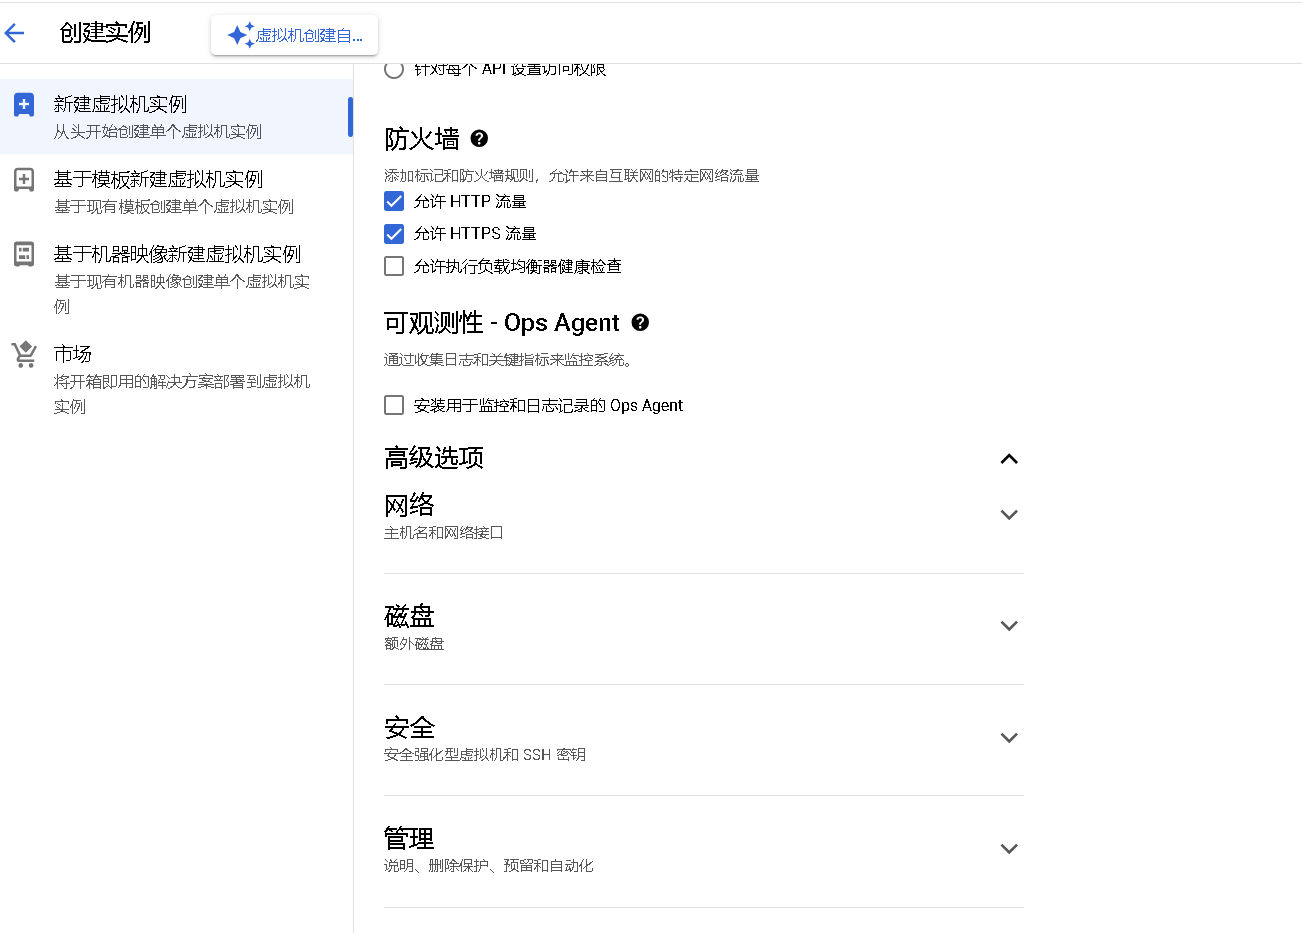 创建实例
虚拟机创建自...
新建虚拟机实例
从头开始创建单个虚拟机实例
基于模板新建虚拟机实例
基于现有模板创建单个虚拟机实例
基于机器映像新建虚拟机实例
基于现有机器映像创建单个虚拟机实
例
市场
将开箱即用的解决方案部署到虚拟机
实例
针对每个 API 设置访问权限
防火墙
添加标记和防火墙规则，允许来自互联网的特定网络流量
允许 HTTP 流量
允许 HTTPS 流量
允许执行负载均衡器健康检查
可观测性 - Ops Agent
通过收集日志和关键指标来监控系统。
安装用于监控和日志记录的 Ops Agent
高级选项
网络
主机名和网络接口
磁盘
额外磁盘
安全
安全强化型虚拟机和 SSH 密钥
管理
说明、删除保护、预留和自动化